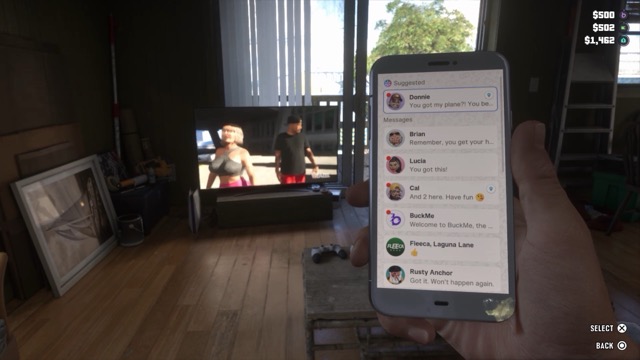 $500
$502
$1,462
Suggested
Donnie
You got my plane?! You be...
Messages
Brian
Remember, you get your h...
Lucia
You got this!
Cal
And 2 here. Have fun 😘
BuckMe
Welcome to BuckMe, the ...
FLEECA
Fleeca, Laguna Lane
👍
Rusty Anchor
Got it. Won't happen again.
SELECT
BACK